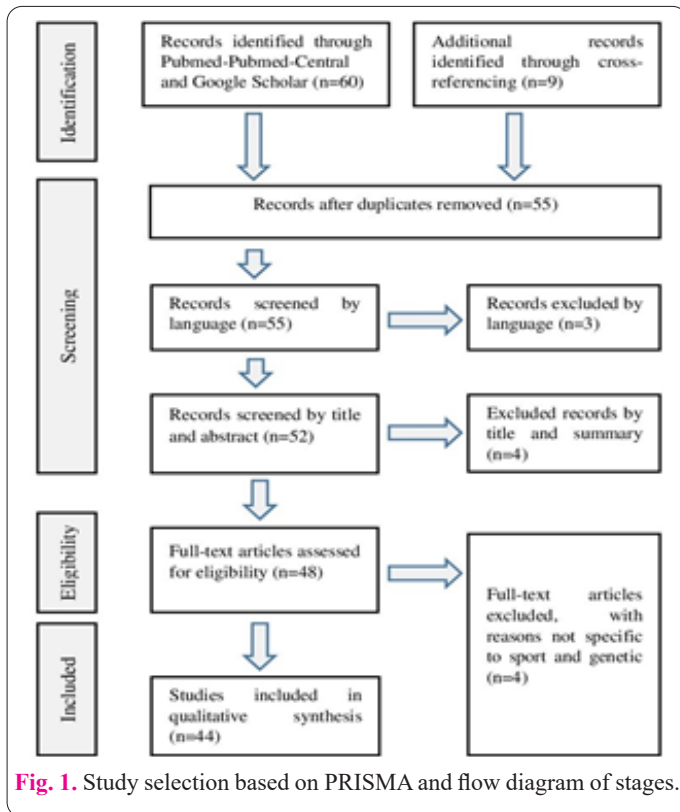 Identification
Records identified through
Pubmed-Pubmed-Central
and Google Scholar (n=60)
Additional records
identified through cross-
referencing (n=9)
Screening
Records after duplicates removed (n=55)
Records screened by
language (n=55)
Records excluded by
language (n=3)
Records screened by title
and abstract (n=52)
Excluded records by
title and summary
(n=4)
Eligibility
Full-text articles assessed
for eligibility (n=48)
Full-text articles
excluded, with
reasons not specific
to sport and genetic
(n=4)
Included
Studies included in
qualitative synthesis
(n=44)
Fig. 1. Study selection based on PRISMA and flow diagram of stages.